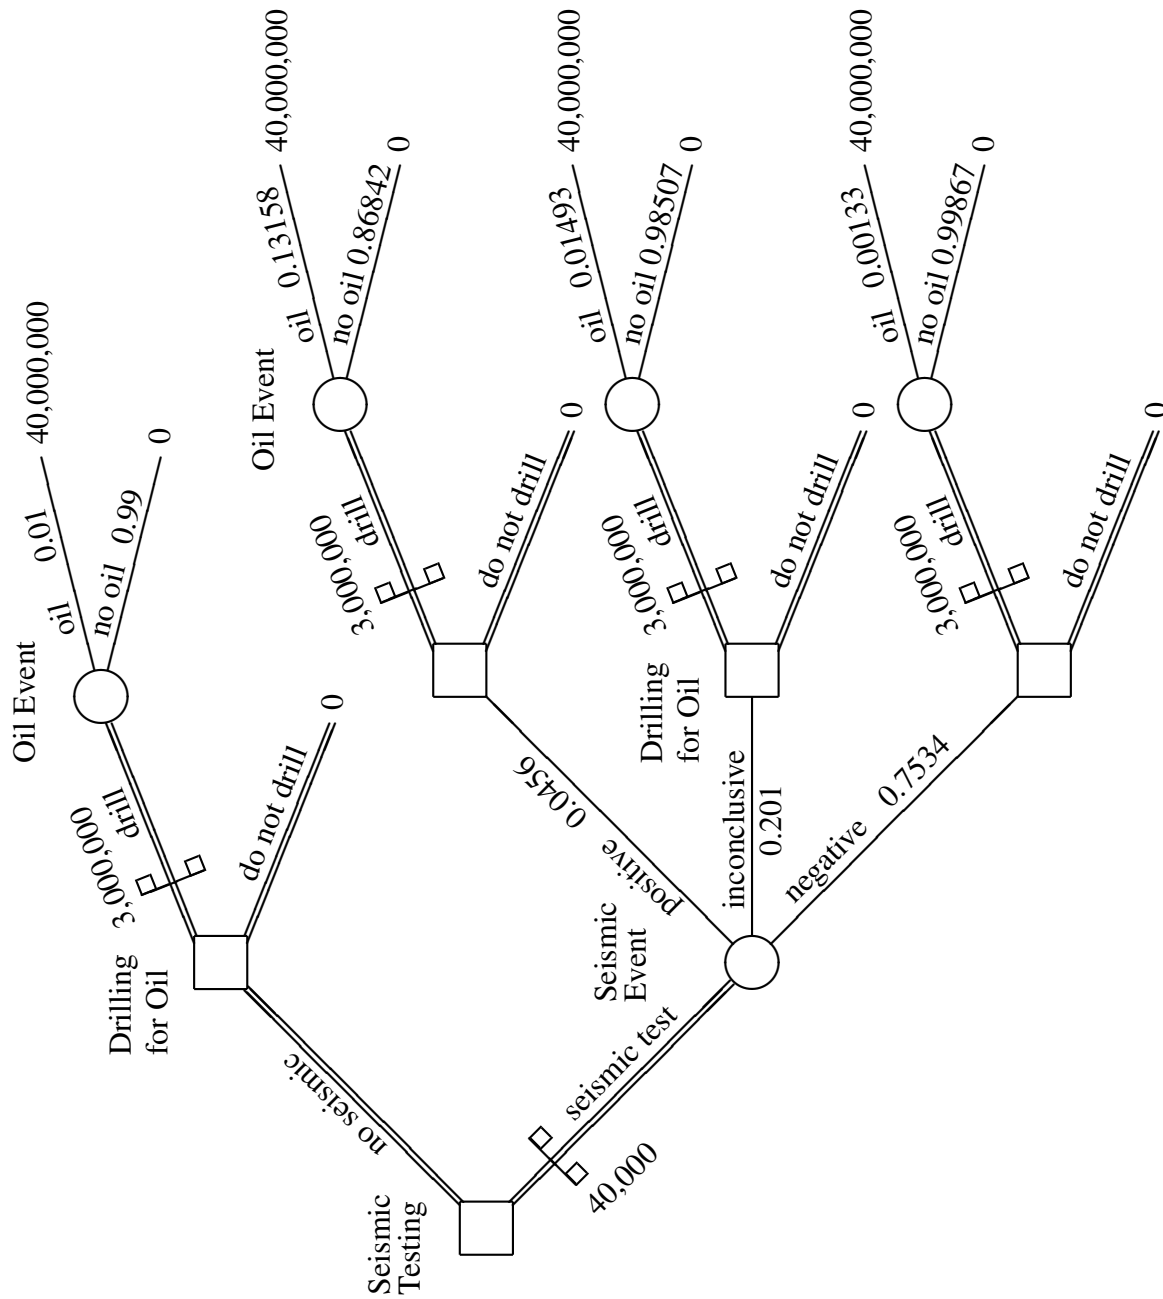 Oil Event
40,000,000
oil 0.01
no oil 0.99
0
Drilling
for Oil
3,000,000
drill
do not drill
0
no seismic
Seismic
Testing
seismic test
40,000
Seismic
Event
positive 0.0456
inconclusive
0.201
negative 0.7534
Oil Event
3,000,000
drill
do not drill
0
oil 0.13158
40,000,000
no oil 0.86842
0
Drilling
for Oil
3,000,000
drill
do not drill
0
oil 0.01493
40,000,000
no oil 0.98507
0
3,000,000
drill
do not drill
0
oil 0.00133
40,000,000
no oil 0.99867
0